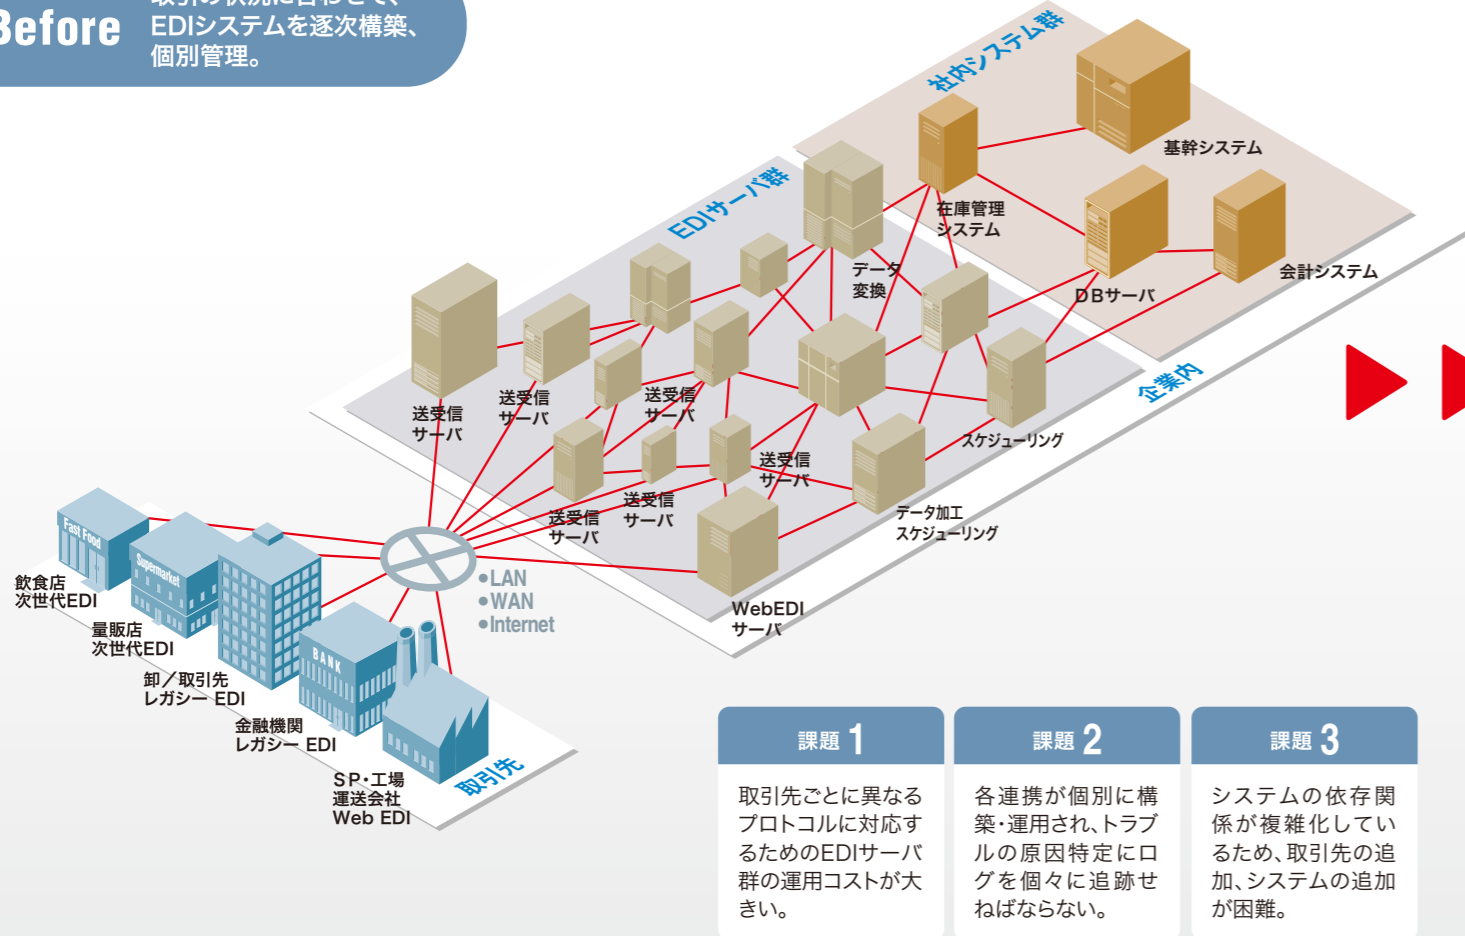 Before
取引の状況に合わせて、
EDIシステムを逐次構築、
個別管理。
社内システム群
基幹システム
在庫管理
システム
DBサーバ
会計システム
EDIサーバ群
データ
変換
送受信
サーバ
送受信
サーバ
送受信
サーバ
スケジューリング
送受信
サーバ
送受信
サーバ
送受信
サーバ
データ加工
スケジューリング
WebEDI
サーバ
企業内
●LAN
●WAN
●Internet
Fast Food
飲食店
次世代EDI
Supermarket
量販店
次世代EDI
卸／取引先
レガシー EDI
BANK
金融機関
レガシー EDI
SP・工場
運送会社
Web EDI
取引先
課題 1
取引先ごとに異なる
プロトコルに対応す
るためのEDIサーバ
群の運用コストが大
きい。
課題 2
各連携が個別に構
築・運用され、トラブ
ルの原因特定にロ
グを個々に追跡せ
ねばならない。
課題 3
システムの依存関
係が複雑化してい
るため、取引先の追
加、システムの追加
が困難。